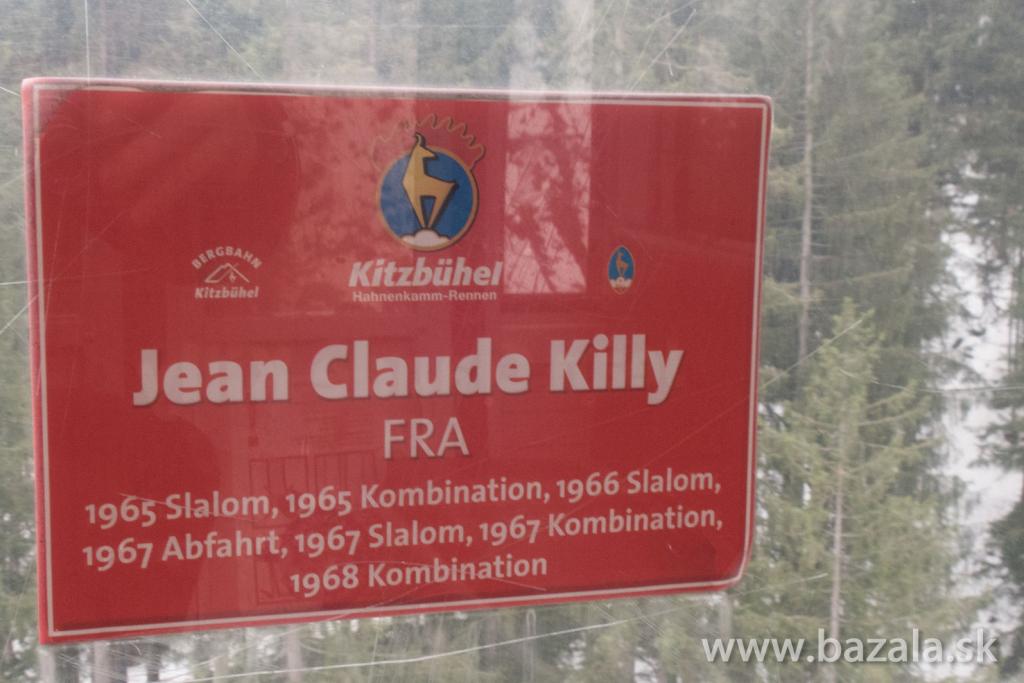 BERGBAHN
Kitzbühel
Kitzbühel
Hahnenkamm-Rennen
Jean Claude Killy
FRA
1965 Slalom, 1965 Kombination, 1966 Slalom,
1967 Abfahrt, 1967 Slalom, 1967 Kombination,
1968 Kombination
www.bazala.sk